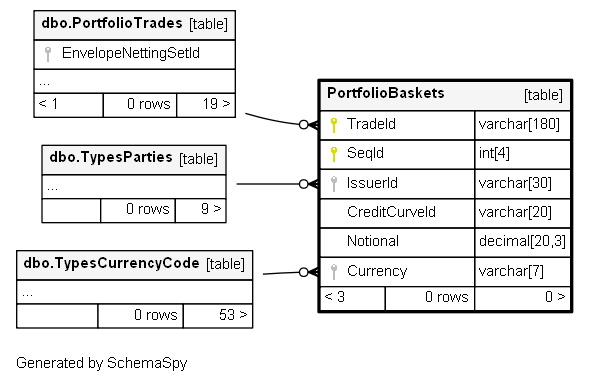 dbo.PortfolioTrades [table]
EnvelopeNettingSetId
...
< 1 0 rows 19 >
dbo.TypesParties [table]
...
0 rows 9 >
dbo.TypesCurrencyCode [table]
...
0 rows 53 >
PortfolioBaskets [table]
TradeId varchar[180]
SeqId int[4]
IssuerId varchar[30]
CreditCurveId varchar[20]
Notional decimal[20,3]
Currency varchar[7]
< 3 0 rows 0 >
Generated by SchemaSpy